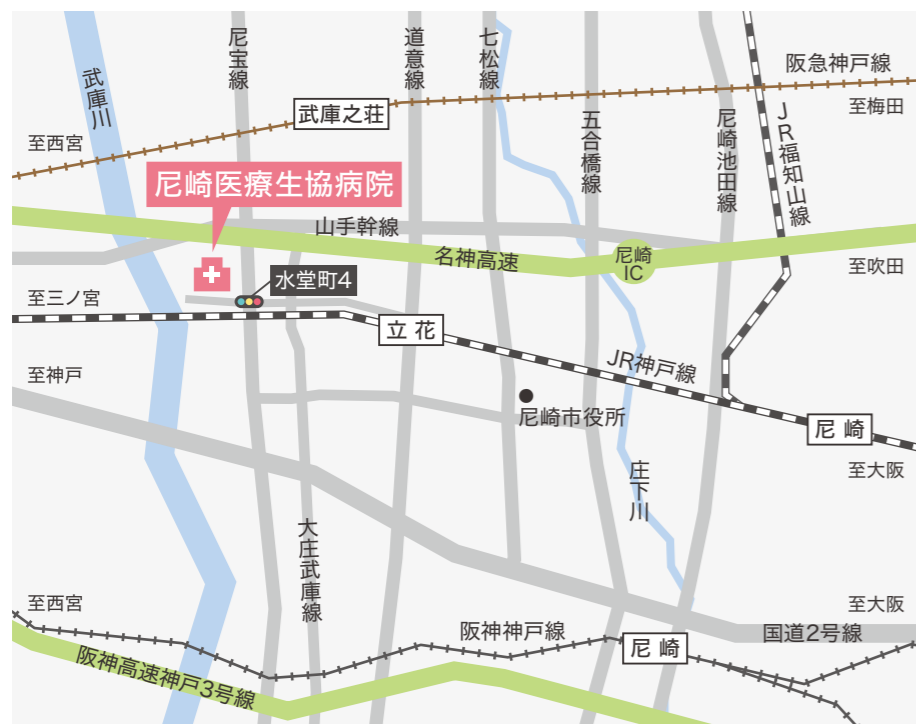 武庫川
尼宝線
道意線
七松線
阪急神戸線
至梅田
武庫之荘
至西宮
五合橋線
尼崎池田線
JR福知山線
尼崎医療生協病院
山手幹線
名神高速
尼崎
IC
至吹田
水堂町4
至三ノ宮
立花
JR神戸線
至神戸
尼崎市役所
尼崎
至大阪
庄下川
大庄武庫線
至西宮
至大阪
阪神神戸線
国道2号線
尼崎
阪神高速神戸3号線